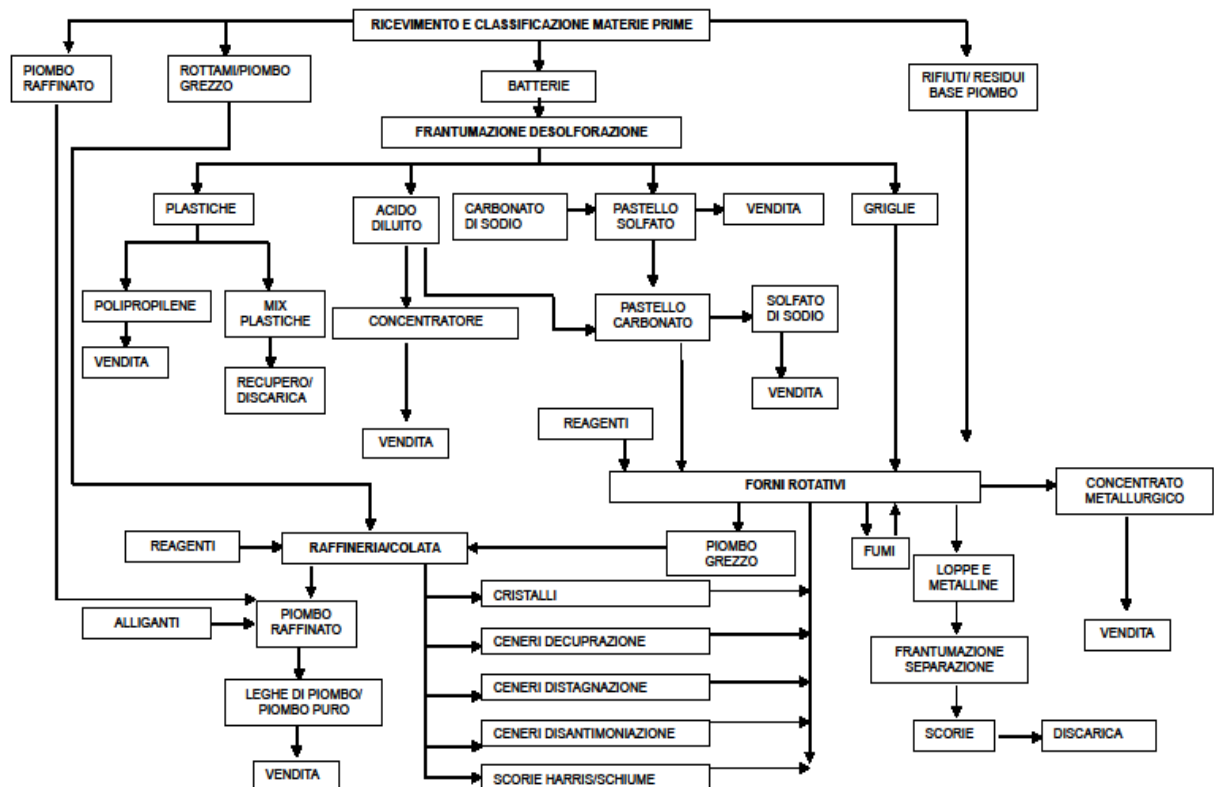 RICEVIMENTO E CLASSIFICAZIONE MATERIE PRIME
PIOMBO
RAFFINATO
ROTTAMI/PIOMBO
GREZZO
BATTERIE
RIFIUTI/ RESIDUI
BASE PIOMBO
FRANTUMAZIONE DESOLFORAZIONE
PLASTICHE
ACIDO
DILUITO
CARBONATO
DI SODIO
PASTELLO
SOLFATO
VENDITA
GRIGLIE
POLIPROPILENE
MIX
PLASTICHE
CONCENTRATORE
PASTELLO
CARBONATO
SOLFATO
DI SODIO
VENDITA
RECUPERO/
DISCARICA
VENDITA
VENDITA
REAGENTI
FORNI ROTATIVI
CONCENTRATO
METALLURGICO
REAGENTI
RAFFINERIA/COLATA
PIOMBO
GREZZO
FUMI
LOPPE E
METALLINE
CRISTALLI
ALLIGANTI
PIOMBO
RAFFINATO
VENDITA
CENERI DECUPRAZIONE
FRANTUMAZIONE
SEPARAZIONE
LEGHE DI PIOMBO/
PIOMBO PURO
CENERI DISTAGNAZIONE
CENERI DISANTIMONIAZIONE
SCORIE
DISCARICA
VENDITA
SCORIE HARRIS/SCHIUME